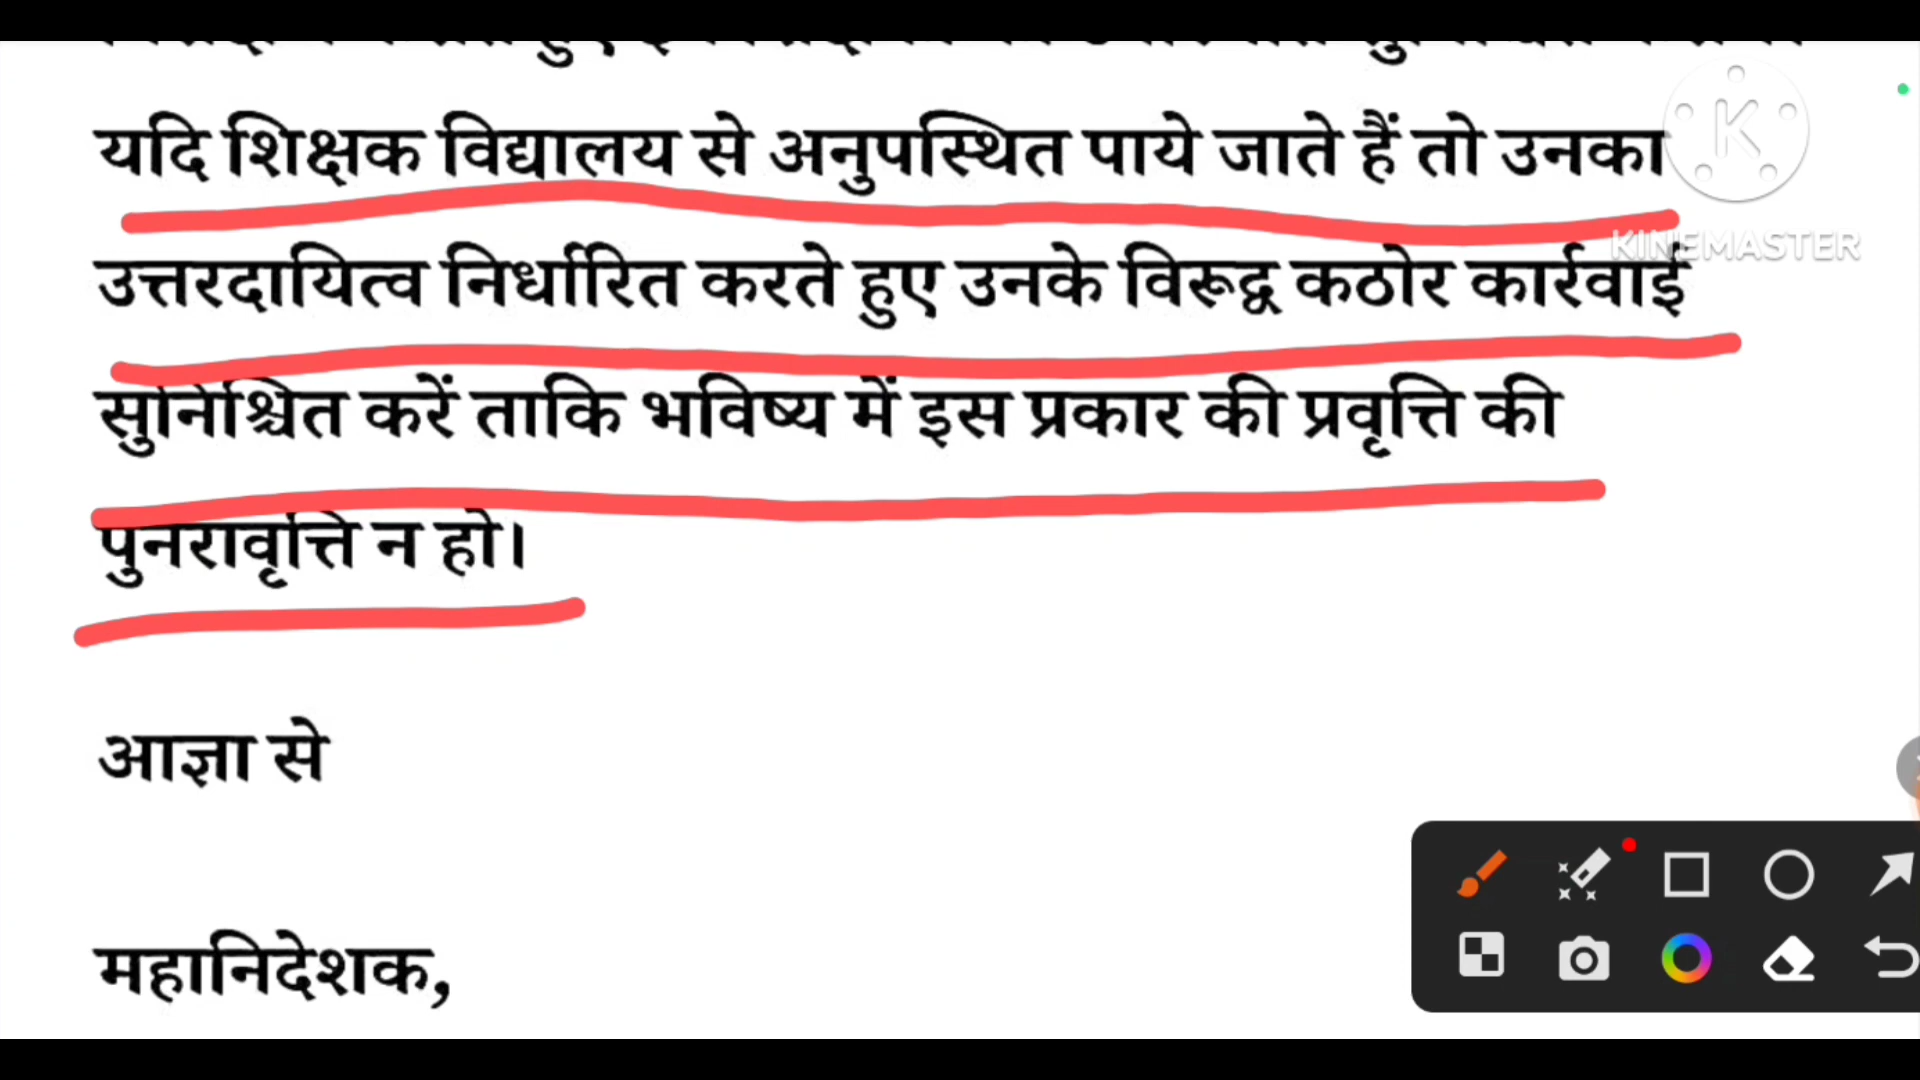 यदि शिक्षक विद्यालय से अनुपस्थित पाये जाते हैं तो उनका
KINEMASTER
उत्तरदायित्व निर्धारित करते हुए उनके विरूद्ध कठोर कार्रवाई
सुनिश्चित करें ताकि भविष्य में इस प्रकार की प्रवृत्ति की
पुनरावृत्ति न हो।
आज्ञा से
महानिदेशक,